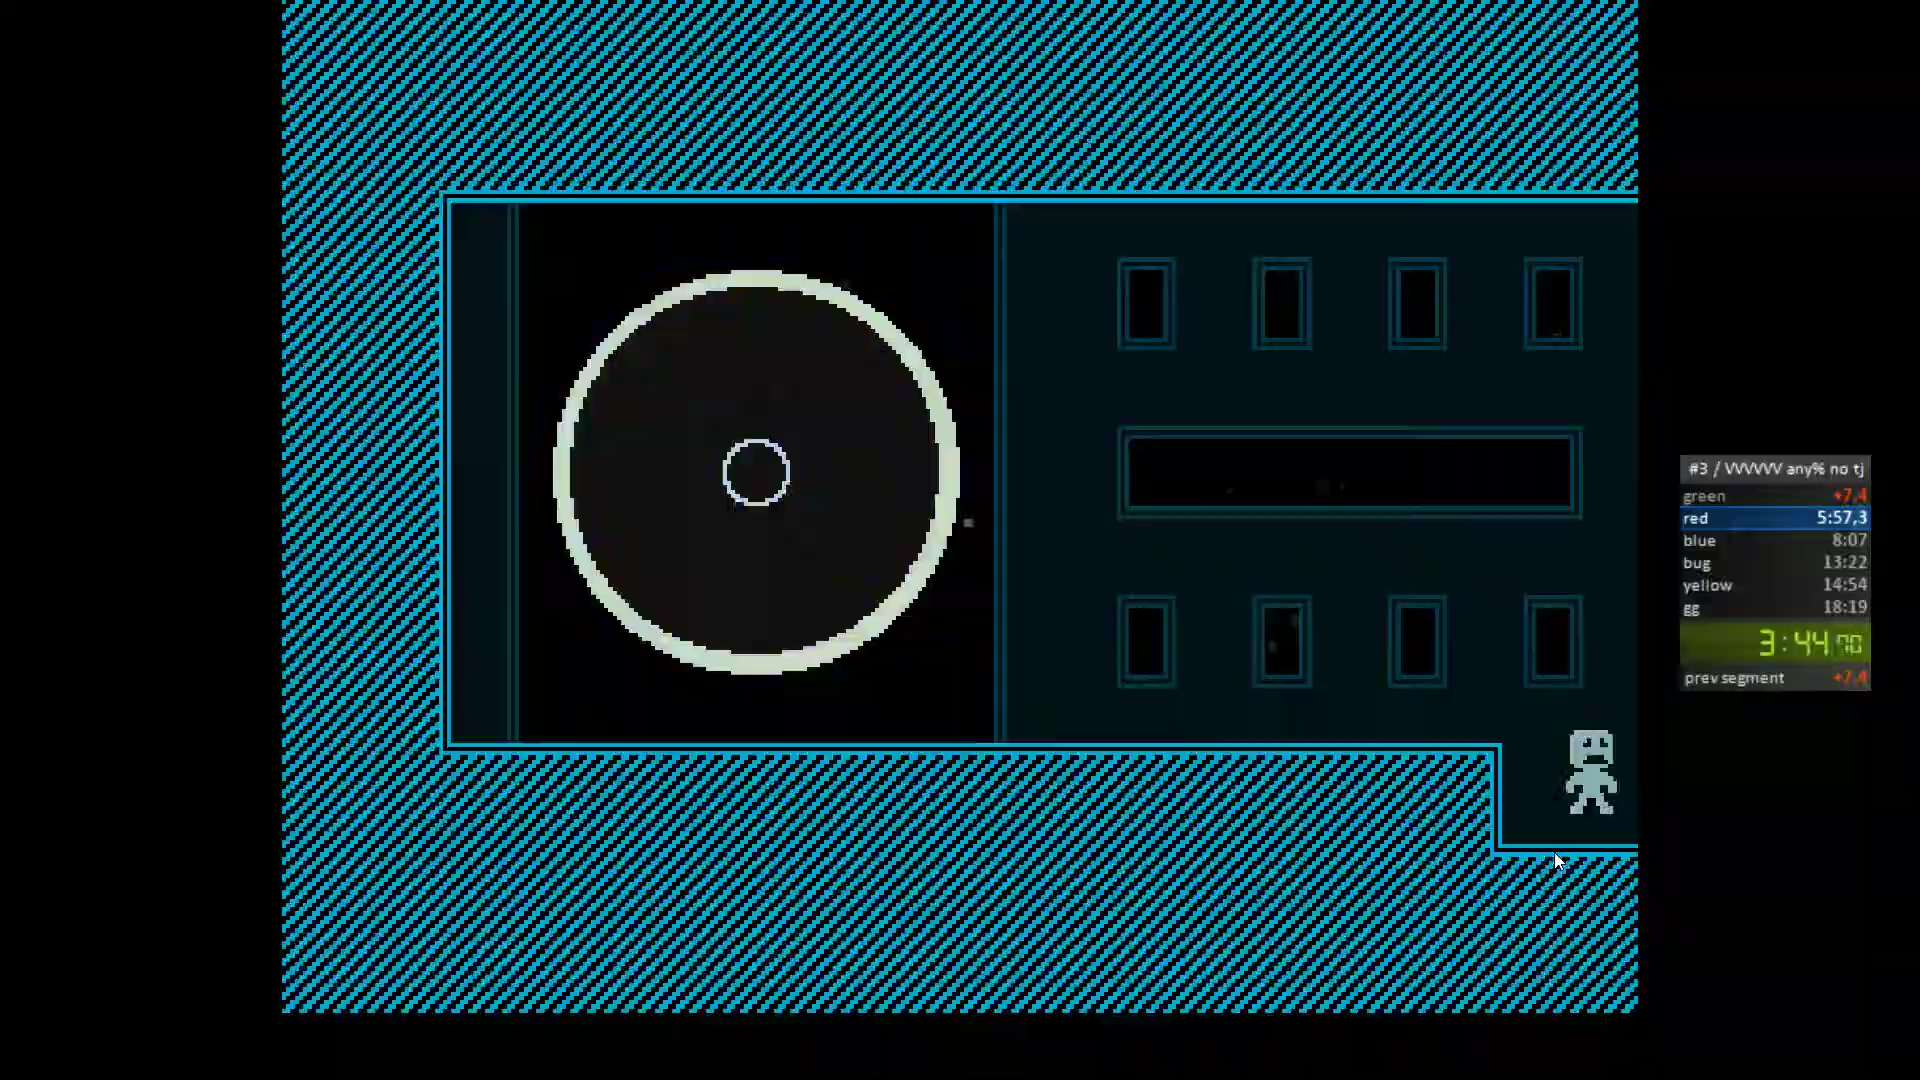 #3 / VVVVVV any% no tj
green +7,4
red 5:57,3
blue 8:07
bug 13:22
yellow 14:54
gg 18:19
3:44
prev segment +7,4